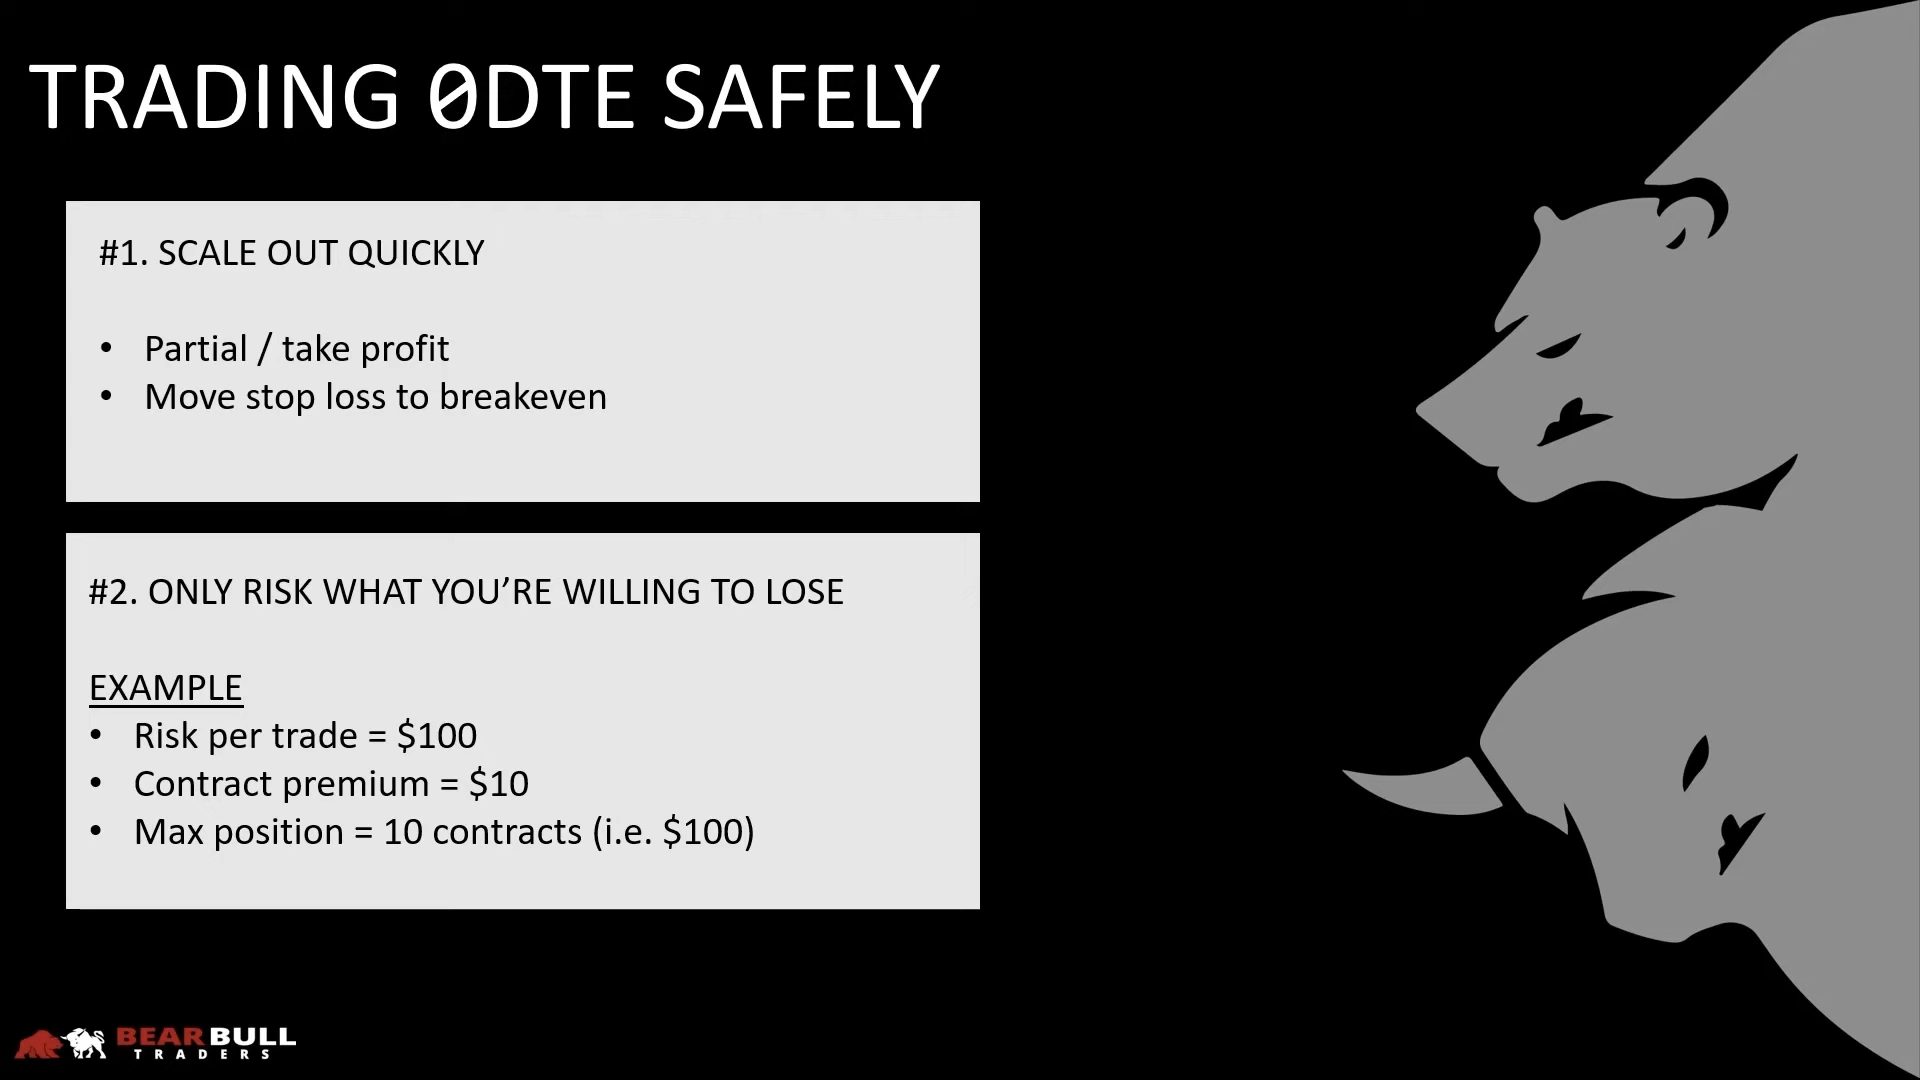 TRADING 0DTE SAFELY
#1. SCALE OUT QUICKLY
• Partial / take profit
• Move stop loss to breakeven
#2. ONLY RISK WHAT YOU’RE WILLING TO LOSE
EXAMPLE
• Risk per trade = $100
• Contract premium = $10
• Max position = 10 contracts (i.e. $100)
BEAR BULL
TRADERS